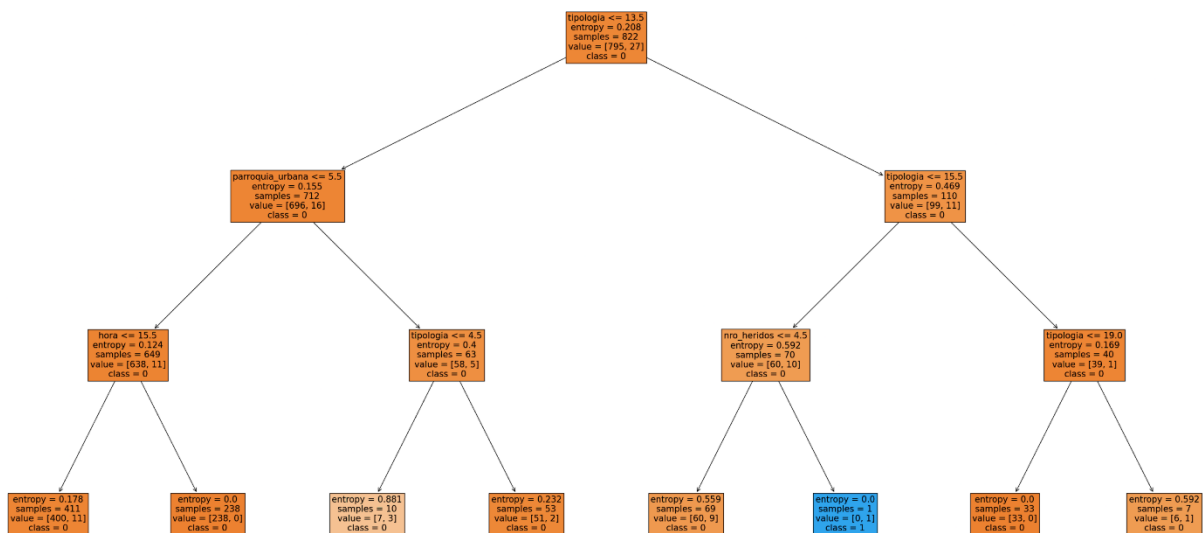 tipologia <= 13.5
entropy = 0.208
samples = 822
value = [795, 27]
class = 0
parroquia_urbana <= 5.5
entropy = 0.155
samples = 712
value = [696, 16]
class = 0
tipologia <= 15.5
entropy = 0.469
samples = 110
value = [99, 11]
class = 0
hora <= 15.5
entropy = 0.124
samples = 649
value = [638, 11]
class = 0
tipologia <= 4.5
entropy = 0.4
samples = 63
value = [58, 5]
class = 0
nro_heridos <= 4.5
entropy = 0.592
samples = 70
value = [60, 10]
class = 0
tipologia <= 19.0
entropy = 0.169
samples = 40
value = [39, 1]
class = 0
entropy = 0.178
samples = 411
value = [400, 11]
class = 0
entropy = 0.0
samples = 238
value = [238, 0]
class = 0
entropy = 0.881
samples = 10
value = [7, 3]
class = 0
entropy = 0.232
samples = 53
value = [51, 2]
class = 0
entropy = 0.559
samples = 69
value = [60, 9]
class = 0
entropy = 0.0
samples = 1
value = [0, 1]
class = 1
entropy = 0.0
samples = 33
value = [33, 0]
class = 0
entropy = 0.592
samples = 7
value = [6, 1]
class = 0